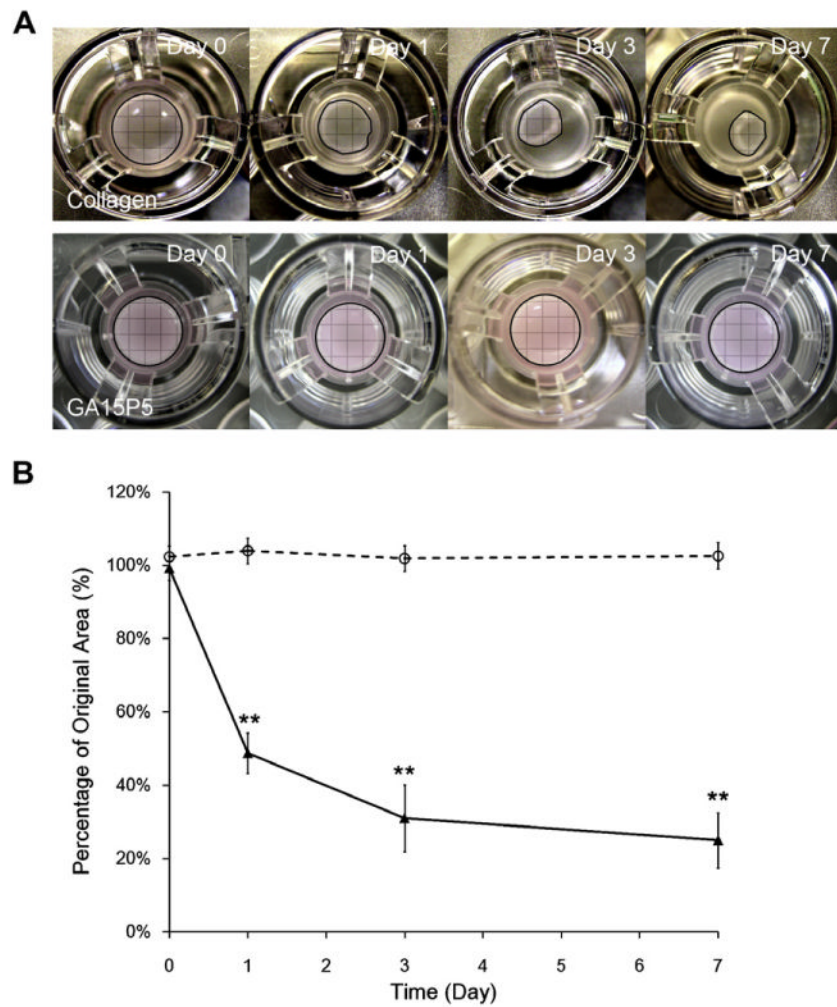 A
Day 0
Day 1
Day 3
Day 7
Collagen
Day 0
Day 1
Day 3
Day 7
GA15P5
B
120%
100%
80%
60%
40%
20%
0%
Percentage of Original Area (%)
**
**
**
0 1 2 3 4 5 6 7
Time (Day)